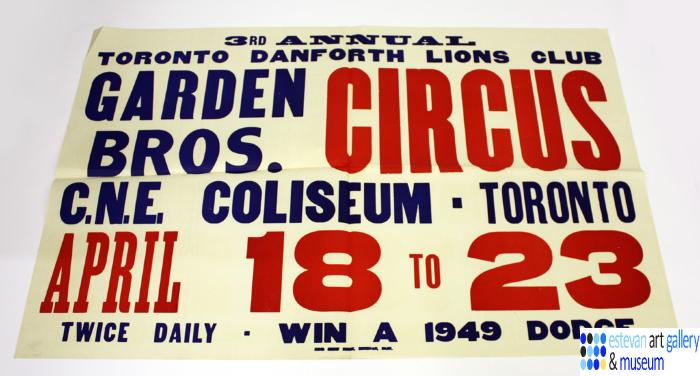 3RD ANNUAL
TORONTO DANFORTH LIONS CLUB
GARDEN BROS. CIRCUS
C.N.E. COLISEUM · TORONTO
APRIL 18 TO 23
TWICE DAILY · WIN A 1949 DODGE
estevan art gallery
& museum